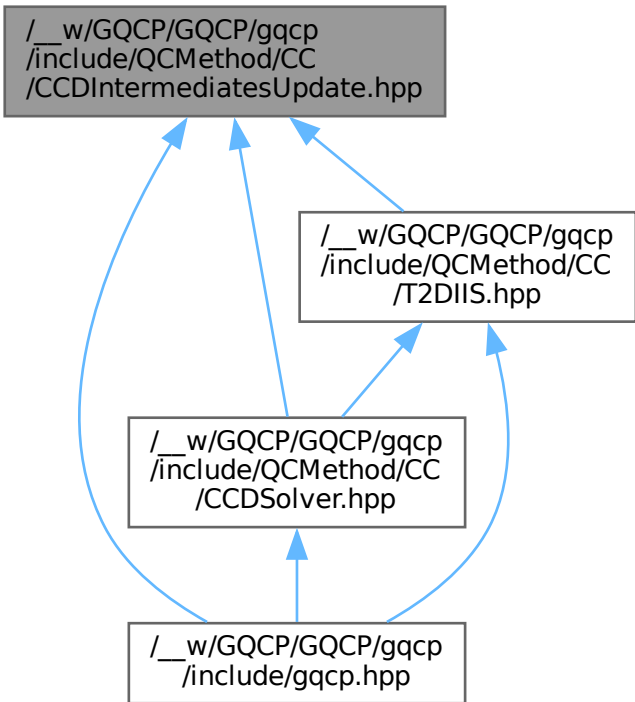 /__w/GQCP/GQCP/gqcp
/include/QCMethod/CC
/CCDIntermediatesUpdate.hpp
/__w/GQCP/GQCP/gqcp
/include/QCMethod/CC
/T2DIIS.hpp
/__w/GQCP/GQCP/gqcp
/include/QCMethod/CC
/CCDSolver.hpp
/__w/GQCP/GQCP/gqcp
/include/gqcp.hpp